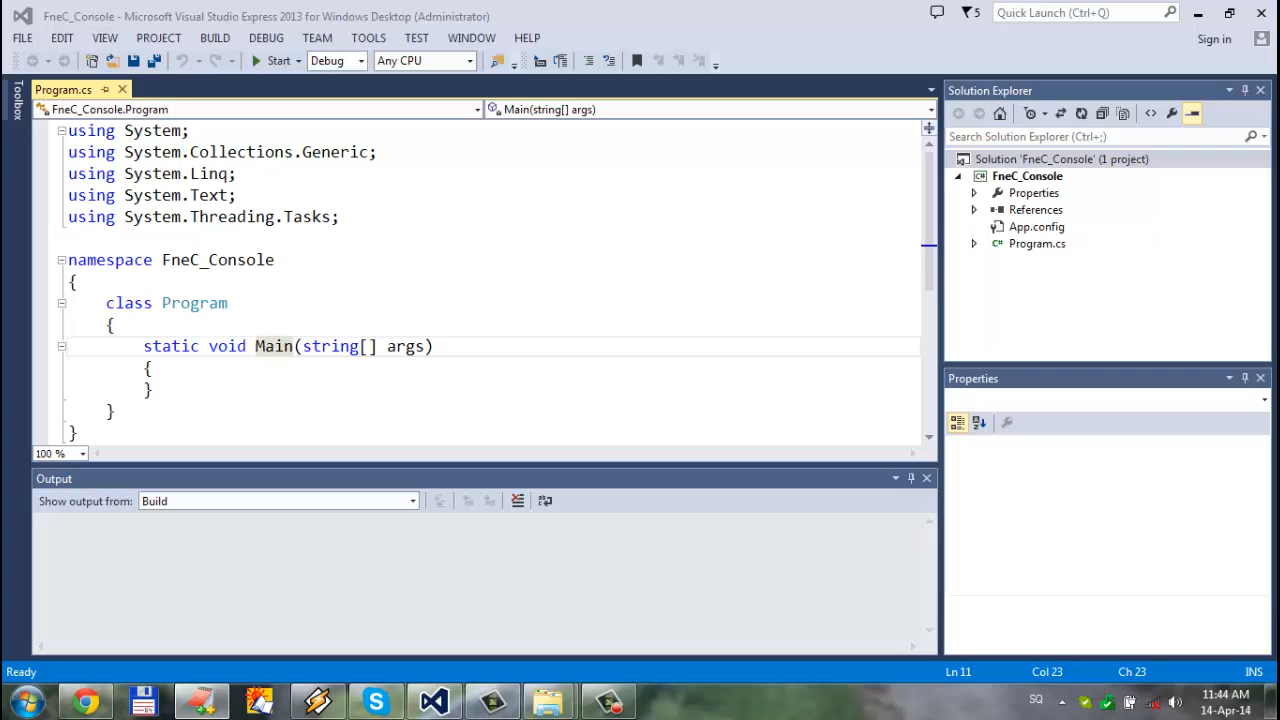 FneC_Console - Microsoft Visual Studio Express 2013 for Windows Desktop (Administrator)
5
Quick Launch (Ctrl+Q)
FILE EDIT VIEW PROJECT BUILD DEBUG TEAM TOOLS TEST WINDOW HELP
Sign in
Start Debug Any CPU
Toolbox
Program.cs
FneC_Console.Program
Main(string[] args)
using System;
using System.Collections.Generic;
using System.Linq;
using System.Text;
using System.Threading.Tasks;
namespace FneC_Console
{
class Program
{
static void Main(string[] args)
{
}
}
}
100 %
Solution Explorer
Search Solution Explorer (Ctrl+;)
Solution 'FneC_Console' (1 project)
C# FneC_Console
Properties
References
App.config
C# Program.cs
Properties
Output
Show output from: Build
Ready
Ln 11 Col 23 Ch 23 INS
SQ
11:44 AM
14-Apr-14